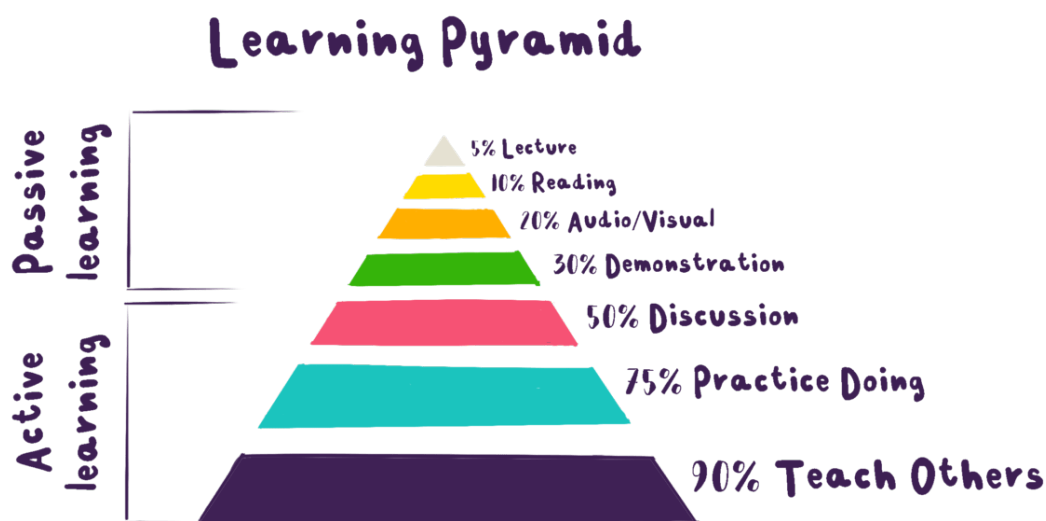 Learning Pyramid
Passive
learning
5% Lecture
10% Reading
20% Audio/Visual
30% Demonstration
Active
learning
50% Discussion
75% Practice Doing
90% Teach Others